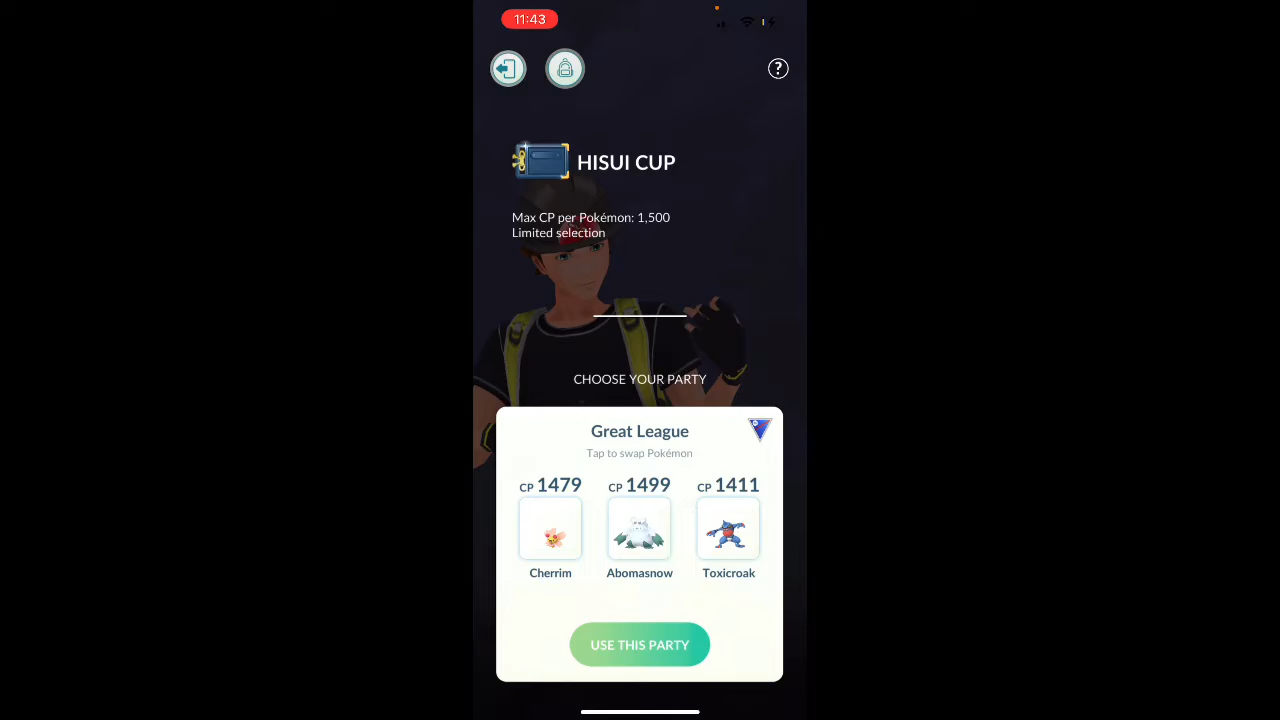 11:43
?
HISUI CUP
Max CP per Pokémon: 1,500
Limited selection
CHOOSE YOUR PARTY
Great League
Tap to swap Pokémon
CP 1479 CP 1499 CP 1411
Cherrim Abomasnow Toxicroak
USE THIS PARTY